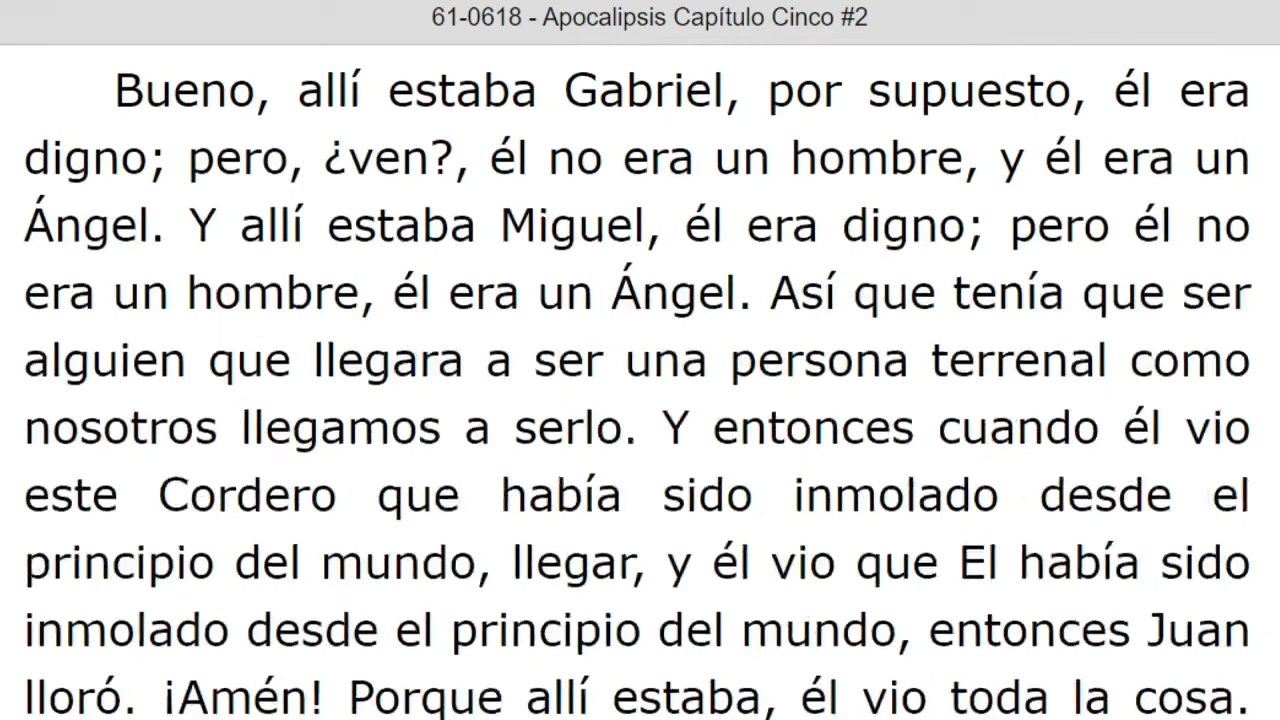 61-0618 - Apocalipsis Capítulo Cinco #2
Bueno, allí estaba Gabriel, por supuesto, él era
digno; pero, ¿ven?, él no era un hombre, y él era un
Ángel. Y allí estaba Miguel, él era digno; pero él no
era un hombre, él era un Ángel. Así que tenía que ser
alguien que llegara a ser una persona terrenal como
nosotros llegamos a serlo. Y entonces cuando él vio
este Cordero que había sido inmolado desde el
principio del mundo, llegar, y él vio que El había sido
inmolado desde el principio del mundo, entonces Juan
lloró. ¡Amén! Porque allí estaba, él vio toda la cosa.